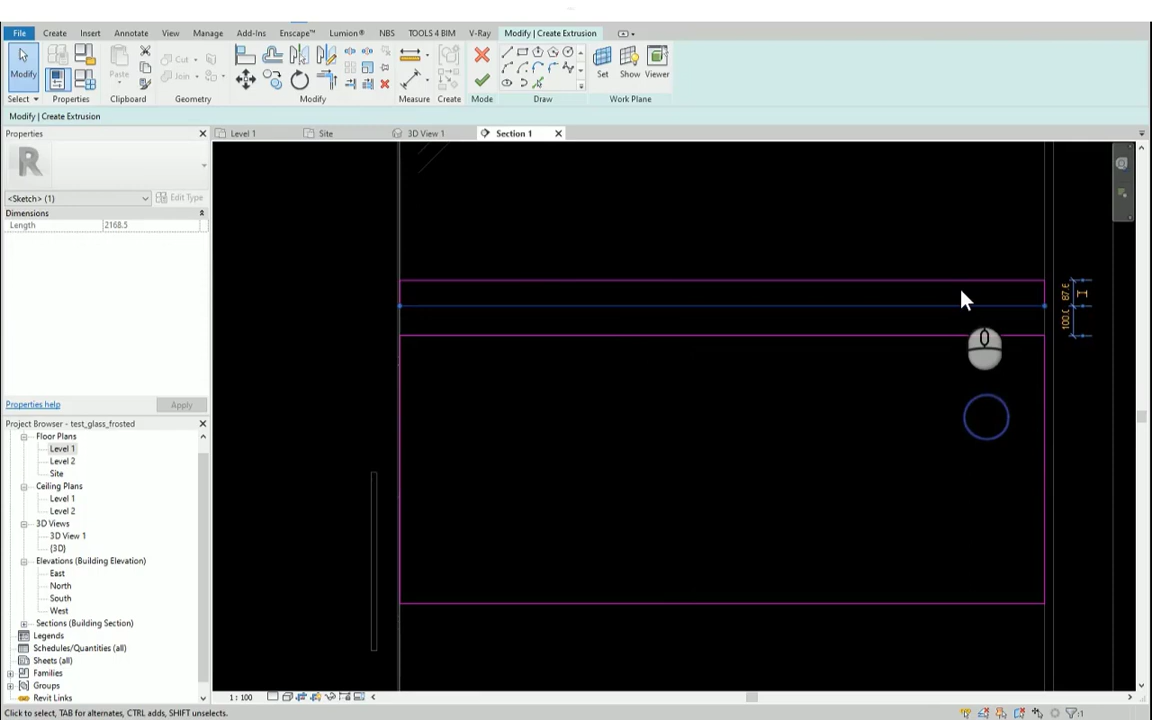 File Create Insert Annotate View Manage Add-Ins Enscape™ Lumion® NBS TOOLS 4 BIM V-Ray Modify | Create Extrusion
Modify Paste Cut Join Set Show Viewer
Select Properties Clipboard Geometry Modify Measure Create Mode Draw Work Plane
Modify | Create Extrusion
Properties
Level 1 Site 3D View 1 Section 1
R
<Sketch> (1) Edit Type
Dimensions
Length 2168.5
Properties help Apply
Project Browser - test_glass_frosted
Floor Plans
Level 1
Level 2
Site
Ceiling Plans
Level 1
Level 2
3D Views
3D View 1
{3D}
Elevations (Building Elevation)
East
North
South
West
Sections (Building Section)
Legends
Schedules/Quantities (all)
Sheets (all)
Families
Groups
Revit Links
1 : 100
Click to select, TAB for alternates, CTRL adds, SHIFT unselects.
:1